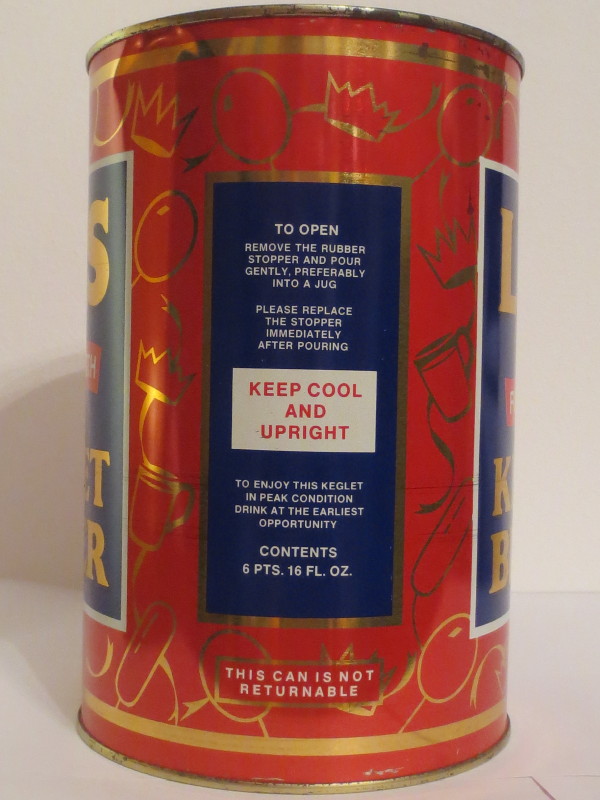 TO OPEN
REMOVE THE RUBBER
STOPPER AND POUR
GENTLY, PREFERABLY
INTO A JUG
PLEASE REPLACE
THE STOPPER
IMMEDIATELY
AFTER POURING
KEEP COOL
AND
UPRIGHT
TO ENJOY THIS KEGLET
IN PEAK CONDITION
DRINK AT THE EARLIEST
OPPORTUNITY
CONTENTS
6 PTS. 16 FL. OZ.
THIS CAN IS NOT
RETURNABLE